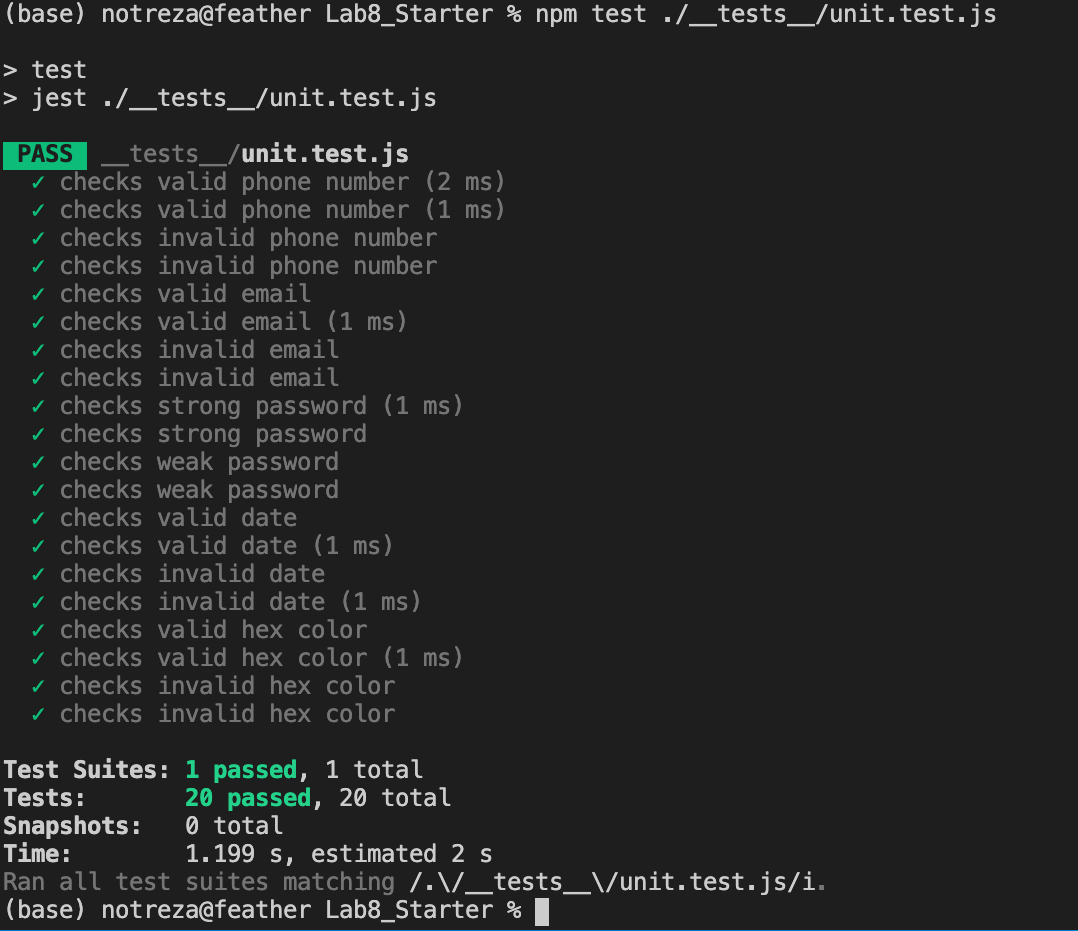 (base) notreza@feather Lab8_Starter % npm test ./__tests__/unit.test.js
> test
> jest ./__tests__/unit.test.js
PASS __tests__/unit.test.js
✓ checks valid phone number (2 ms)
✓ checks valid phone number (1 ms)
✓ checks invalid phone number
✓ checks invalid phone number
✓ checks valid email
✓ checks valid email (1 ms)
✓ checks invalid email
✓ checks invalid email
✓ checks strong password (1 ms)
✓ checks strong password
✓ checks weak password
✓ checks weak password
✓ checks valid date
✓ checks valid date (1 ms)
✓ checks invalid date
✓ checks invalid date (1 ms)
✓ checks valid hex color
✓ checks valid hex color (1 ms)
✓ checks invalid hex color
✓ checks invalid hex color
Test Suites: 1 passed, 1 total
Tests: 20 passed, 20 total
Snapshots: 0 total
Time: 1.199 s, estimated 2 s
Ran all test suites matching /.\/__tests__\/unit.test.js/i.
(base) notreza@feather Lab8_Starter %